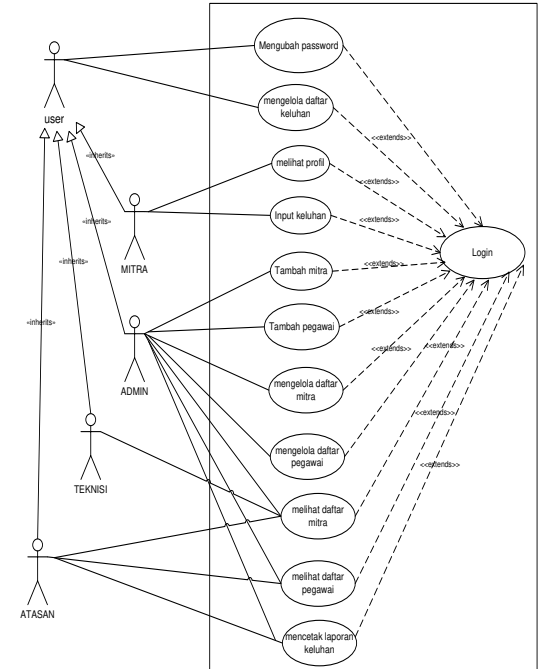 Mengubah password
user
mengelola daftar
keluhan
<<extends>>
«inherits»
melihat profil
<<extends>>
MITRA
Input keluhan
<<extends>>
«inherits»
Login
«inherits»
Tambah mitra
<<extends>>
Tambah pegawai
<<extends>>
«inherits»
ADMIN
<<extends>>
<<extends>>
mengelola daftar
mitra
mengelola daftar
pegawai
<<extends>>
TEKNISI
<<extends>>
melihat daftar
mitra
melihat daftar
pegawai
ATASAN
mencetak laporan
keluhan